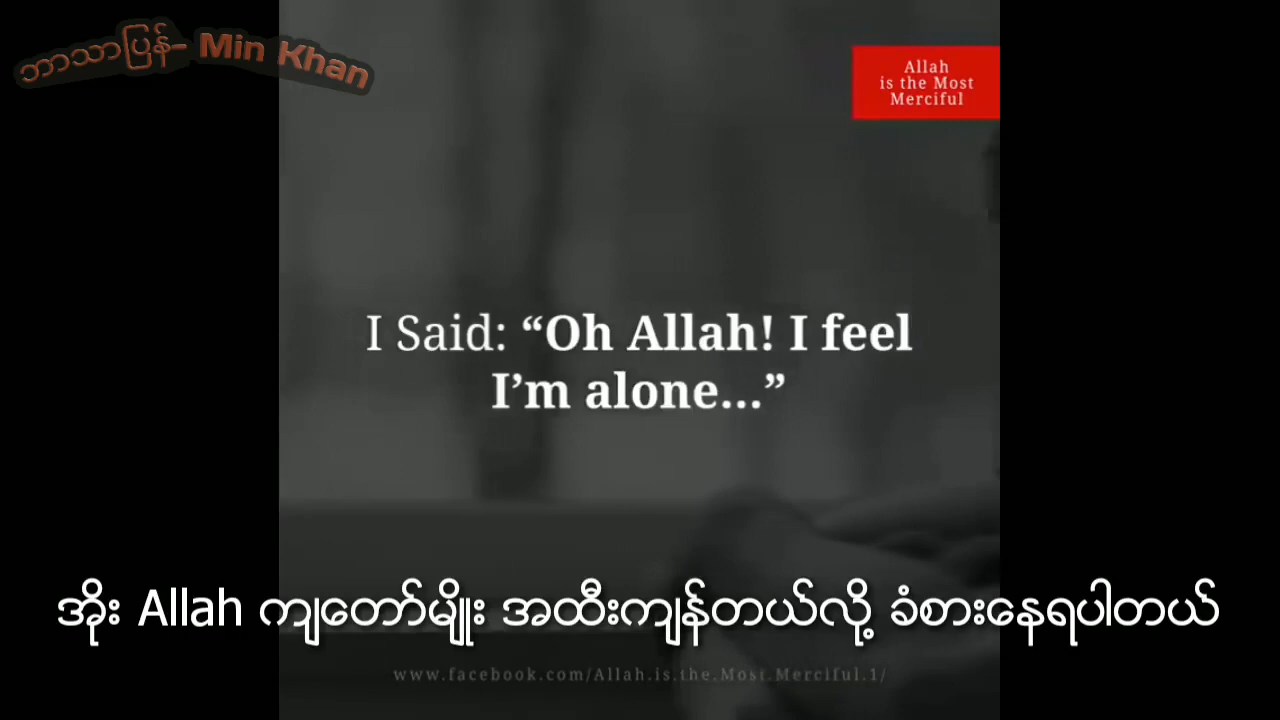 ဘာသာပြန်- Min Khan
Allah
is the Most
Merciful
I Said: “Oh Allah! I feel
I’m alone...”
အိုး Allah ကျတော်မျိုး အထီးကျန်တယ်လို့ ခံစားနေရပါတယ်
www.facebook.com/Allah.is.the.Most.Merciful.1/